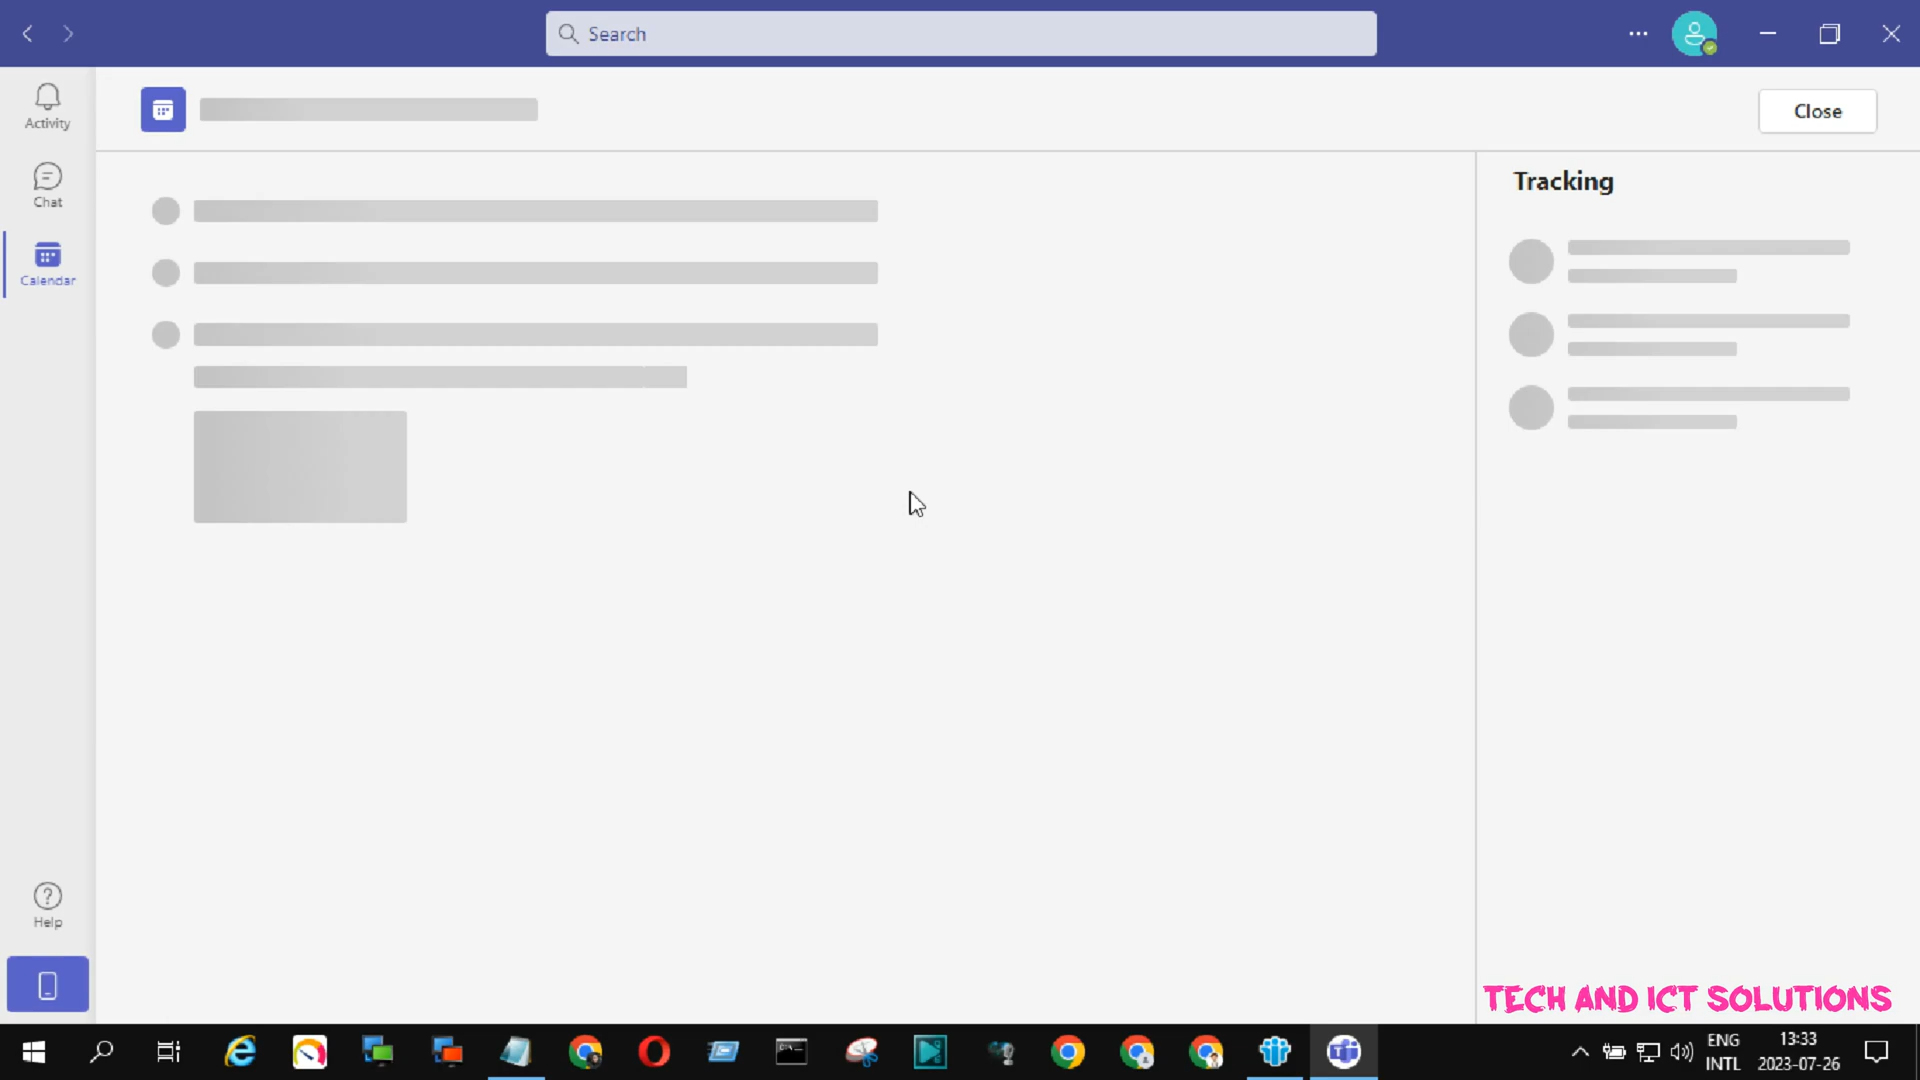 Search
Activity
Chat
Calendar
Help
Close
Tracking
TECH AND ICT SOLUTIONS
ENG
INTL
13:33
2023-07-26